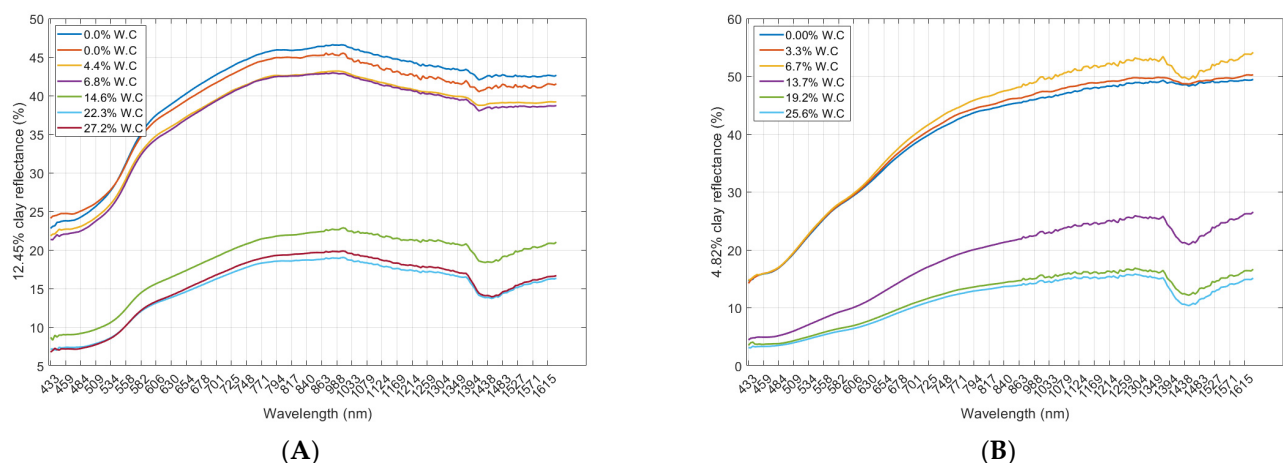 50
45
40
35
30
25
20
15
10
5
12.45% clay reflectance (%)
0.0% W.C
0.0% W.C
4.4% W.C
6.8% W.C
14.6% W.C
22.3% W.C
27.2% W.C
433 459 484 509 534 558 582 606 630 654 678 701 725 748 771 794 817 840 863 988 1033 1079 1124 1169 1214 1259 1304 1349 1394 1438 1483 1527 1571 1615
Wavelength (nm)
(A)
60
50
40
30
20
10
0
4.82% clay reflectance (%)
0.00% W.C
3.3% W.C
6.7% W.C
13.7% W.C
19.2% W.C
25.6% W.C
433 459 484 509 534 558 582 606 630 654 678 701 725 748 771 794 817 840 863 988 1033 1079 1124 1169 1214 1259 1304 1349 1394 1438 1483 1527 1571 1615
Wavelength (nm)
(B)